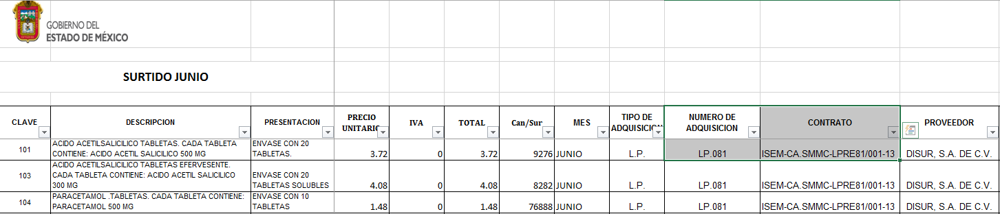 GOBIERNO DEL
ESTADO DE MÉXICO
SURTIDO JUNIO
CLAVE DESCRIPCION PRESENTACION PRECIO UNITARIO IVA TOTAL Can/Sur MES TIPO DE ADQUISICION NUMERO DE ADQUISICION CONTRATO PROVEEDOR
101 ACIDO ACETILSALICILICO TABLETAS. CADA TABLETA CONTIENE: ACIDO ACETIL SALICILICO 500 MG ENVASE CON 20 TABLETAS. 3.72 0 3.72 9276 JUNIO L.P. LP.081 ISEM-CA.SMMC-LPRE81/001-13 DISUR, S.A. DE C.V.
103 ACIDO ACETILSALICILICO TABLETAS EFERVESENTE. CADA TABLETA CONTIENE: ACIDO ACETIL SALICILICO 300 MG ENVASE CON 20 TABLETAS SOLUBLES 4.08 0 4.08 8282 JUNIO L.P. LP.081 ISEM-CA.SMMC-LPRE81/001-13 DISUR, S.A. DE C.V.
104 PARACETAMOL .TABLETAS. CADA TABLETA CONTIENE: PARACETAMOL 500 MG ENVASE CON 10 TABLETAS 1.48 0 1.48 76888 JUNIO L.P. LP.081 ISEM-CA.SMMC-LPRE81/001-13 DISUR, S.A. DE C.V.